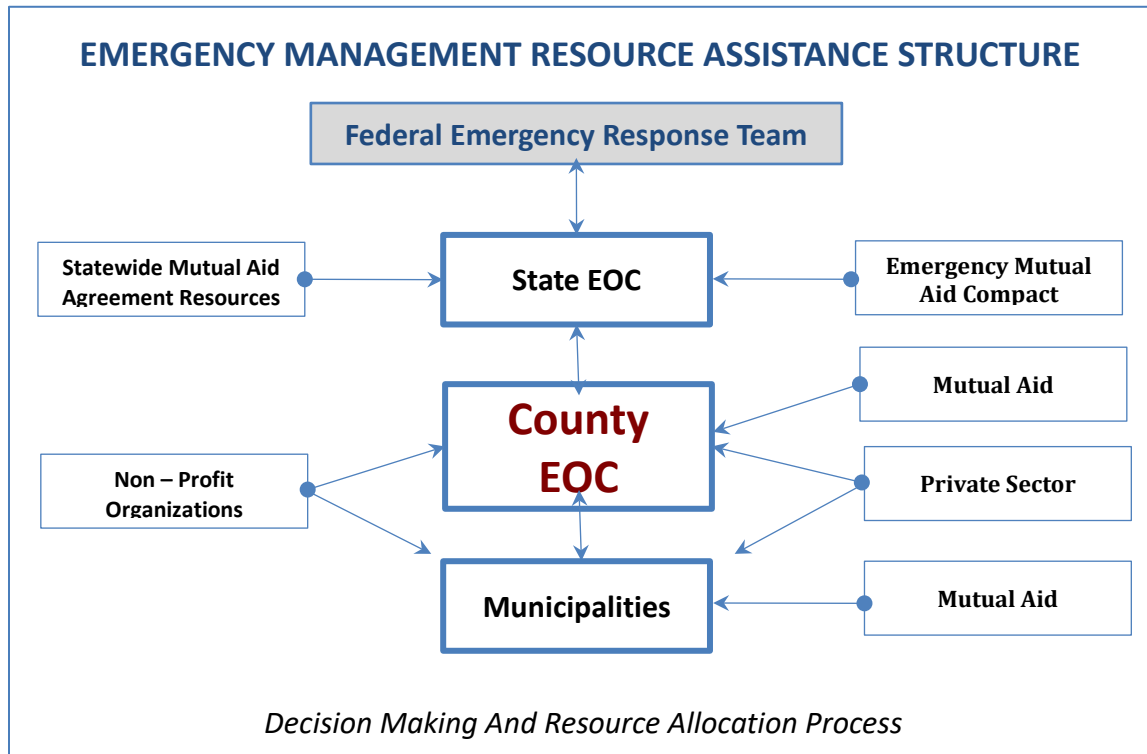 EMERGENCY MANAGEMENT RESOURCE ASSISTANCE STRUCTURE
Federal Emergency Response Team
Statewide Mutual Aid
Agreement Resources
State EOC
Emergency Mutual
Aid Compact
Mutual Aid
County
EOC
Non – Profit
Organizations
Private Sector
Municipalities
Mutual Aid
Decision Making And Resource Allocation Process